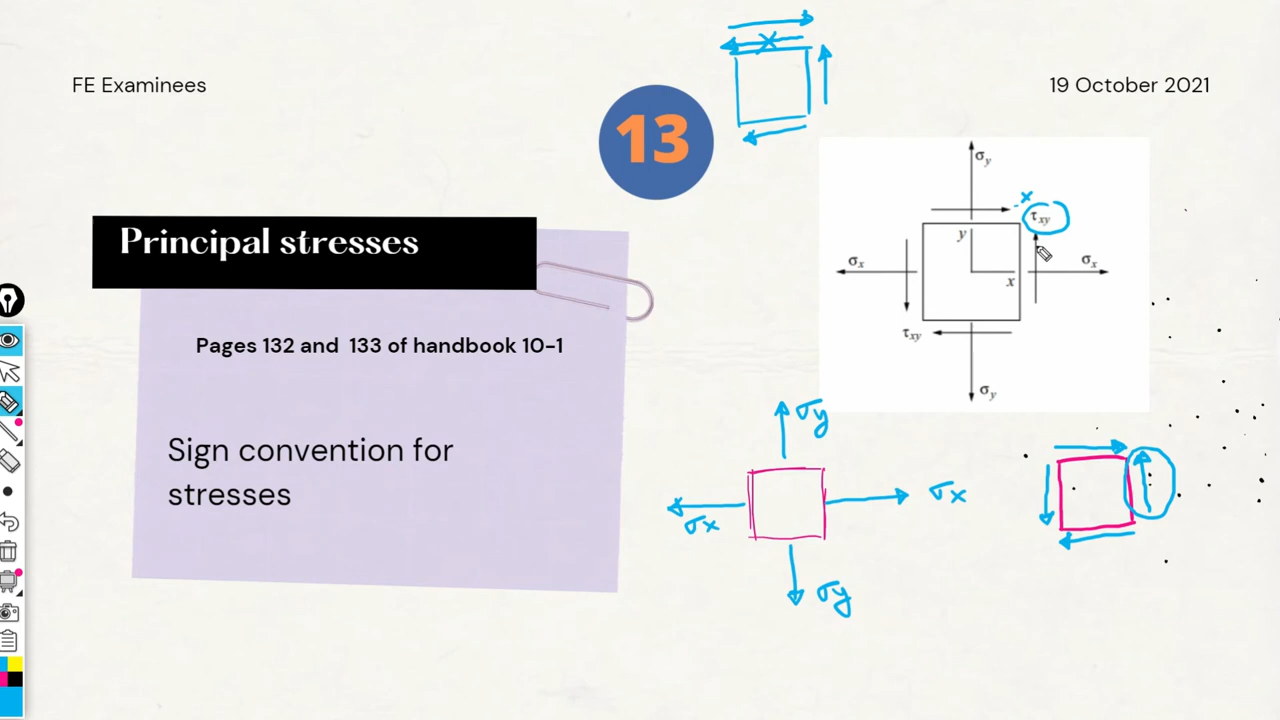 FE Examinees
13
19 October 2021
Principal stresses
Pages 132 and 133 of handbook 10-1
Sign convention for
stresses
σy
x
τxy
y
σx
σx
x
τxy
σy
σy
σx
σx
σy